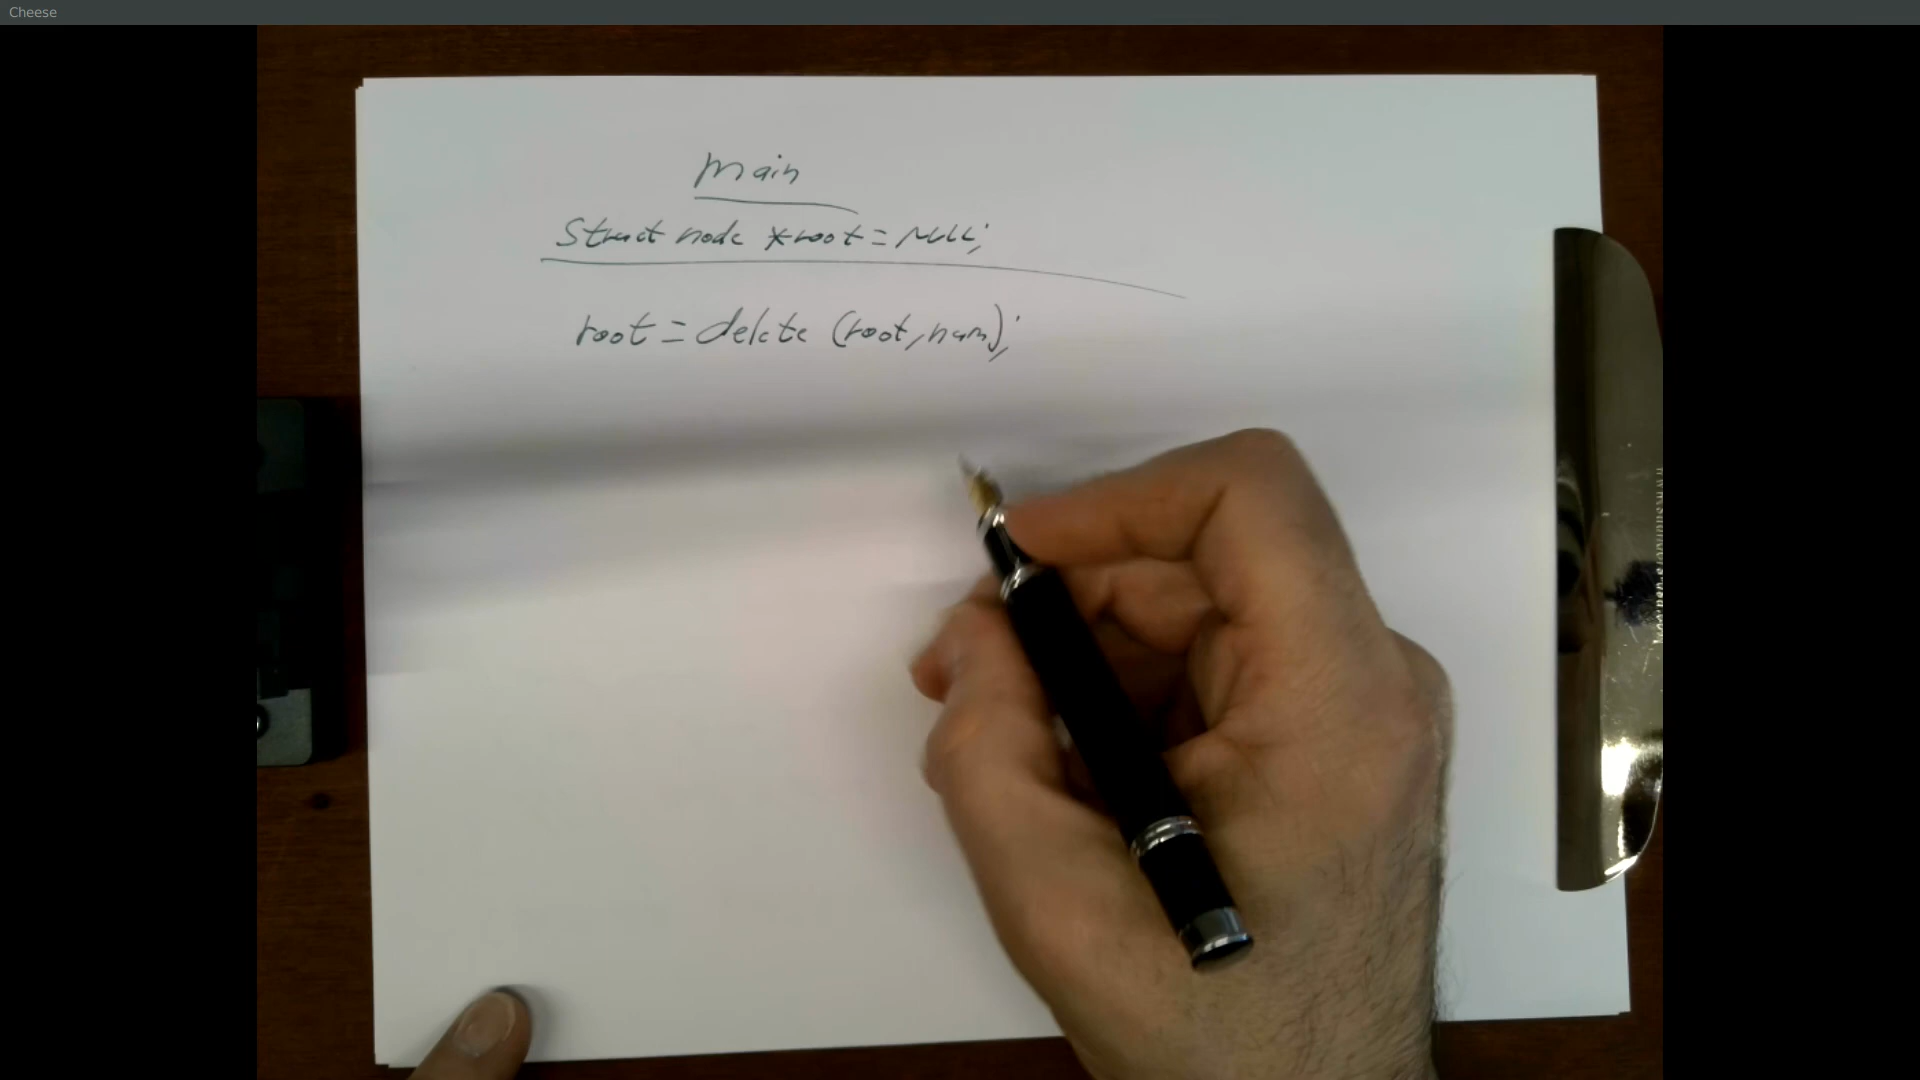 Cheese
main
Struct node *root = NULL;
root = delete (root, num);